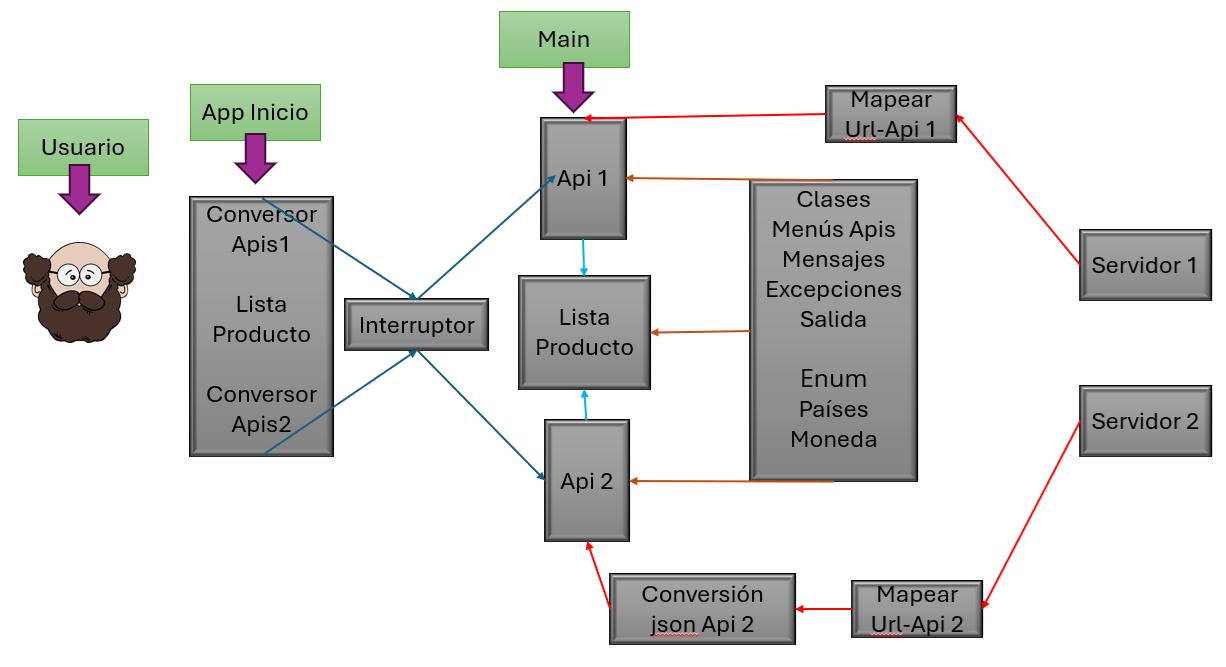 Main
App Inicio
Usuario
Mapear
Url-Api 1
Api 1
Conversor
Apis1
Lista
Producto
Conversor
Apis2
Interruptor
Lista
Producto
Clases
Menús Apis
Mensajes
Excepciones
Salida
Enum
Países
Moneda
Servidor 1
Servidor 2
Api 2
Conversión
json Api 2
Mapear
Url-Api 2